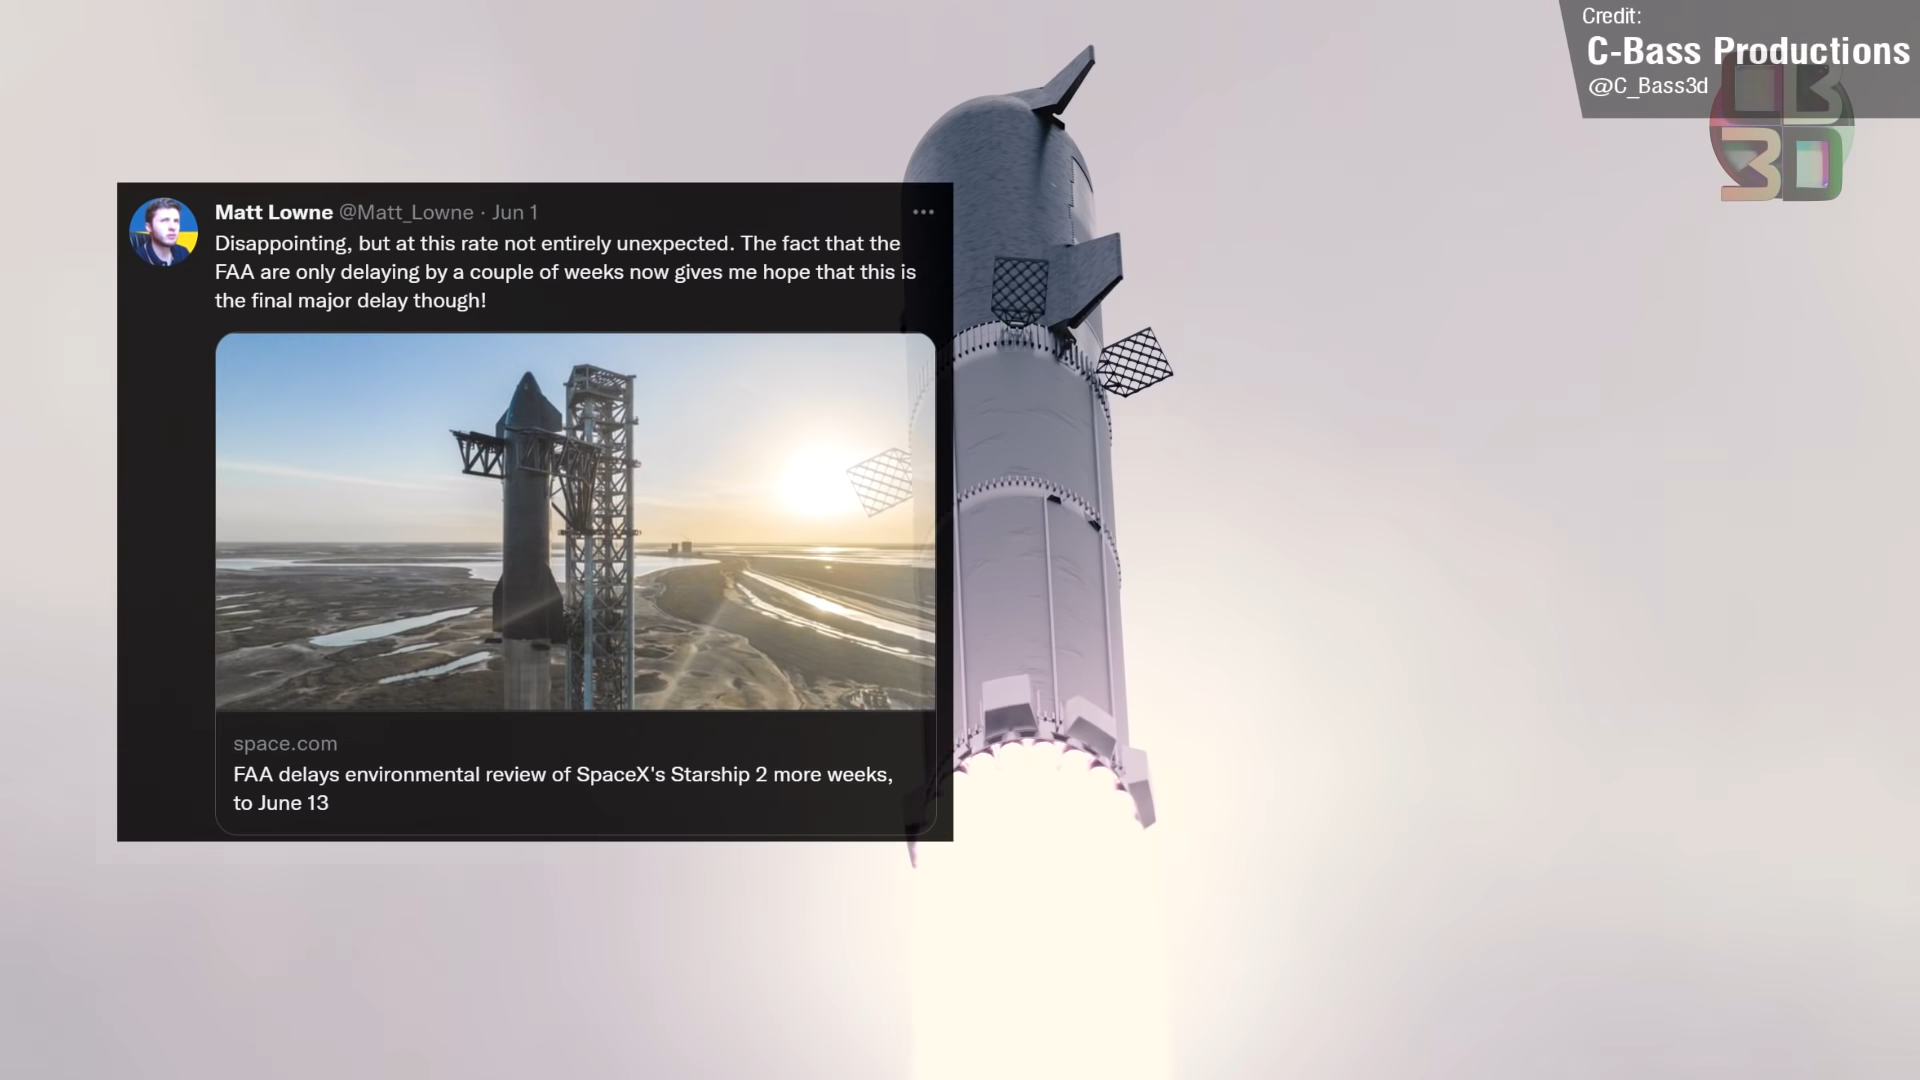 Credit:
C-Bass Productions
@C_Bass3d
CB
3D
Matt Lowne @Matt_Lowne · Jun 1
Disappointing, but at this rate not entirely unexpected. The fact that the
FAA are only delaying by a couple of weeks now gives me hope that this is
the final major delay though!
space.com
FAA delays environmental review of SpaceX's Starship 2 more weeks,
to June 13